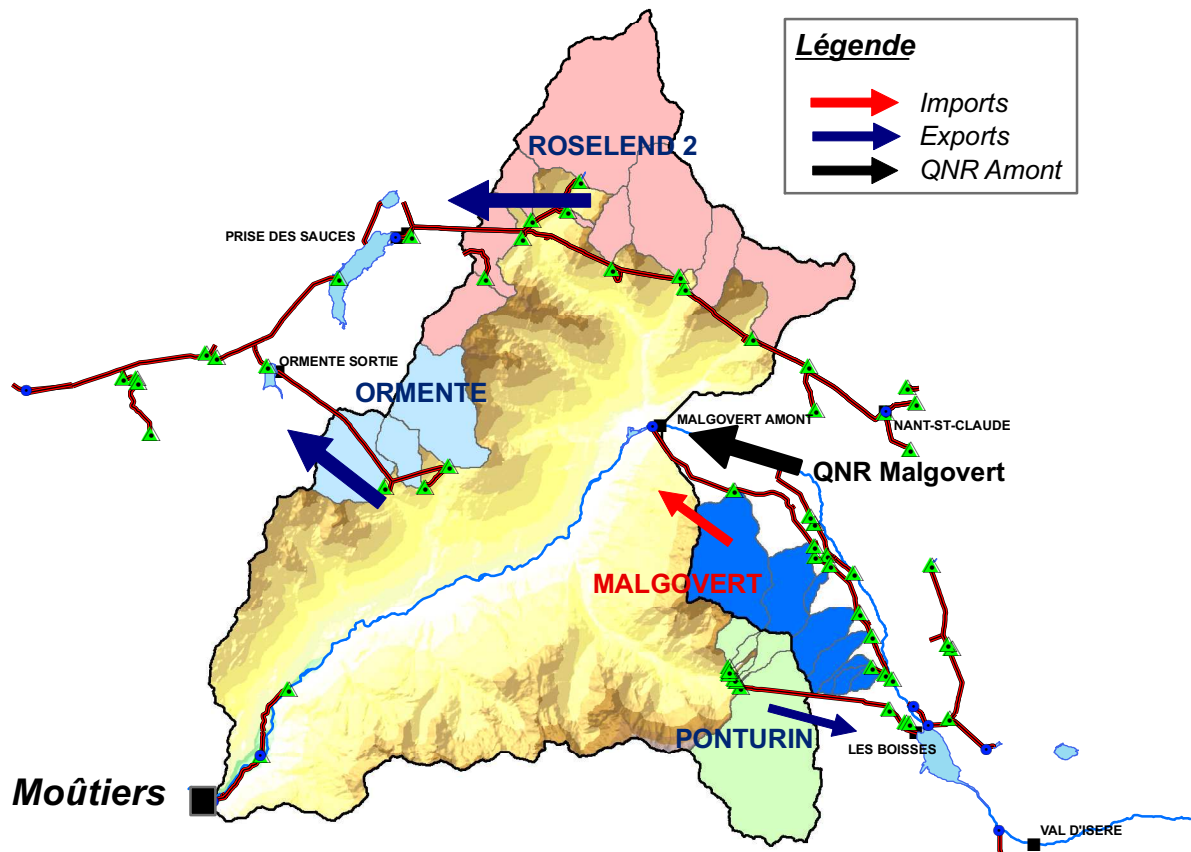 Légende
Imports
Exports
QNR Amont
ROSELEND 2
PRISE DES SAUCES
ORMENTE SORTIE
ORMENTE
MALGOVERT AMONT
NANT-ST-CLAUDE
QNR Malgovert
MALGOVERT
PONTURIN
LES BOISSES
Moûtiers
VAL D'ISERE